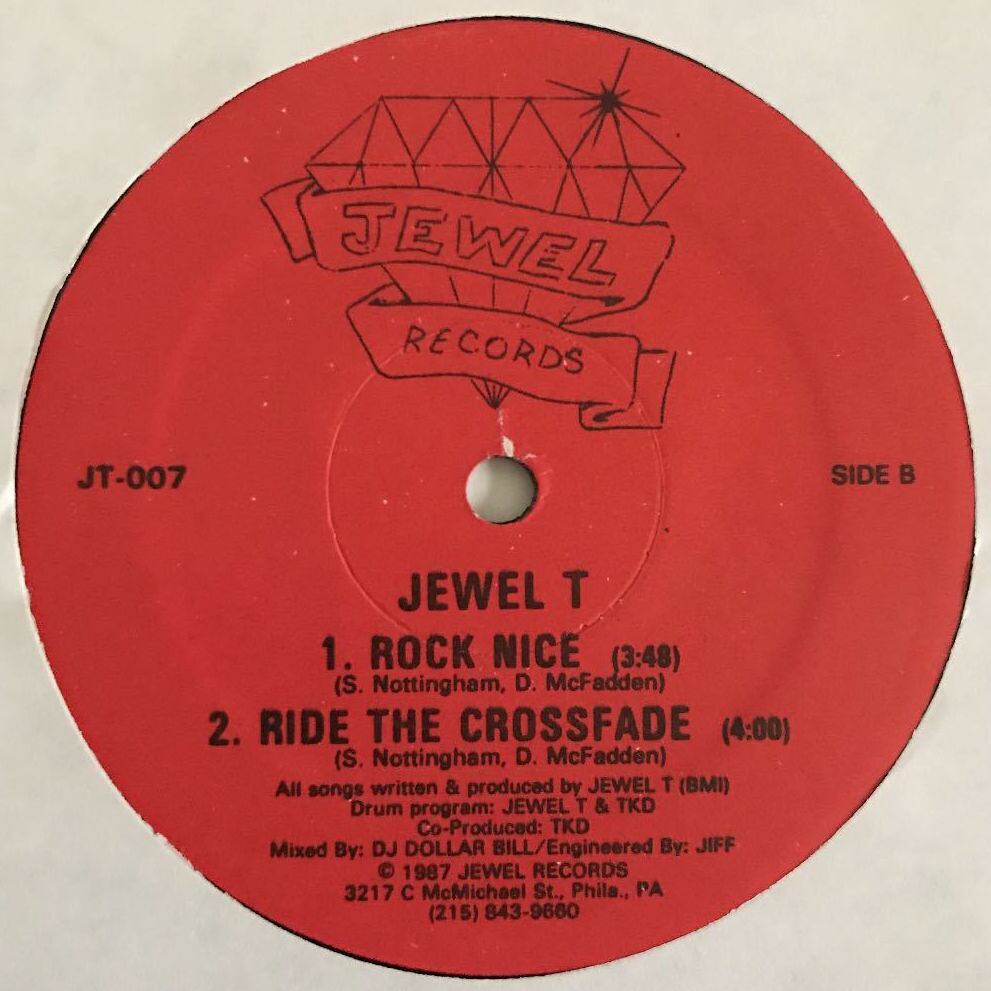 JEWEL
RECORDS
JT-007
SIDE B
JEWEL T
1. ROCK NICE (3:48)
(S. Nottingham, D. McFadden)
2. RIDE THE CROSSFADE (4:00)
(S. Nottingham, D. McFadden)
All songs written & produced by JEWEL T (BMI)
Drum program: JEWEL T & TKD
Co-Produced: TKD
Mixed By: DJ DOLLAR BILL/Engineered By: JIFF
© 1987 JEWEL RECORDS
3217 C McMichael St., Phila., PA
(215) 843-9660